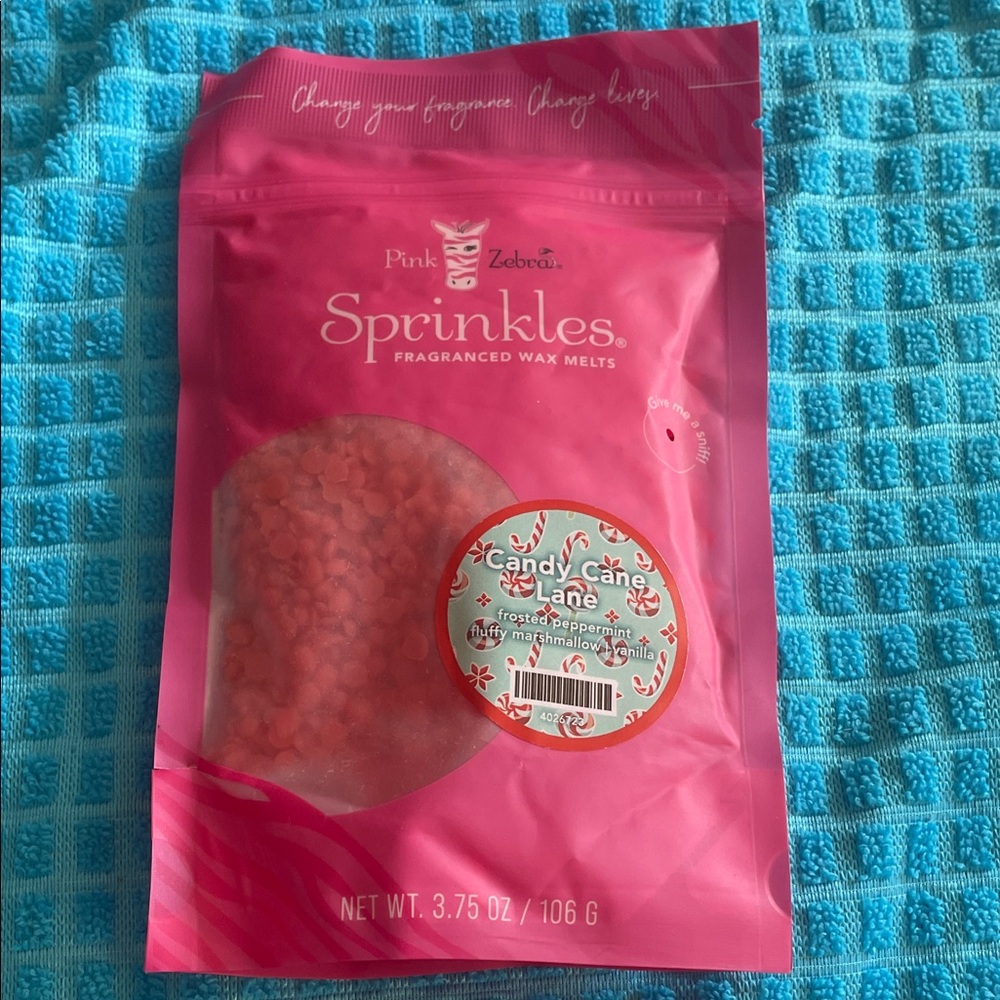 Change your fragrance. Change lives.
Pink Zebra
Sprinkles®
FRAGRANCED WAX MELTS
Give me a sniff!
Candy Cane
Lane
frosted peppermint
fluffy marshmallow | vanilla
4026723
NET WT. 3.75 OZ / 106 G